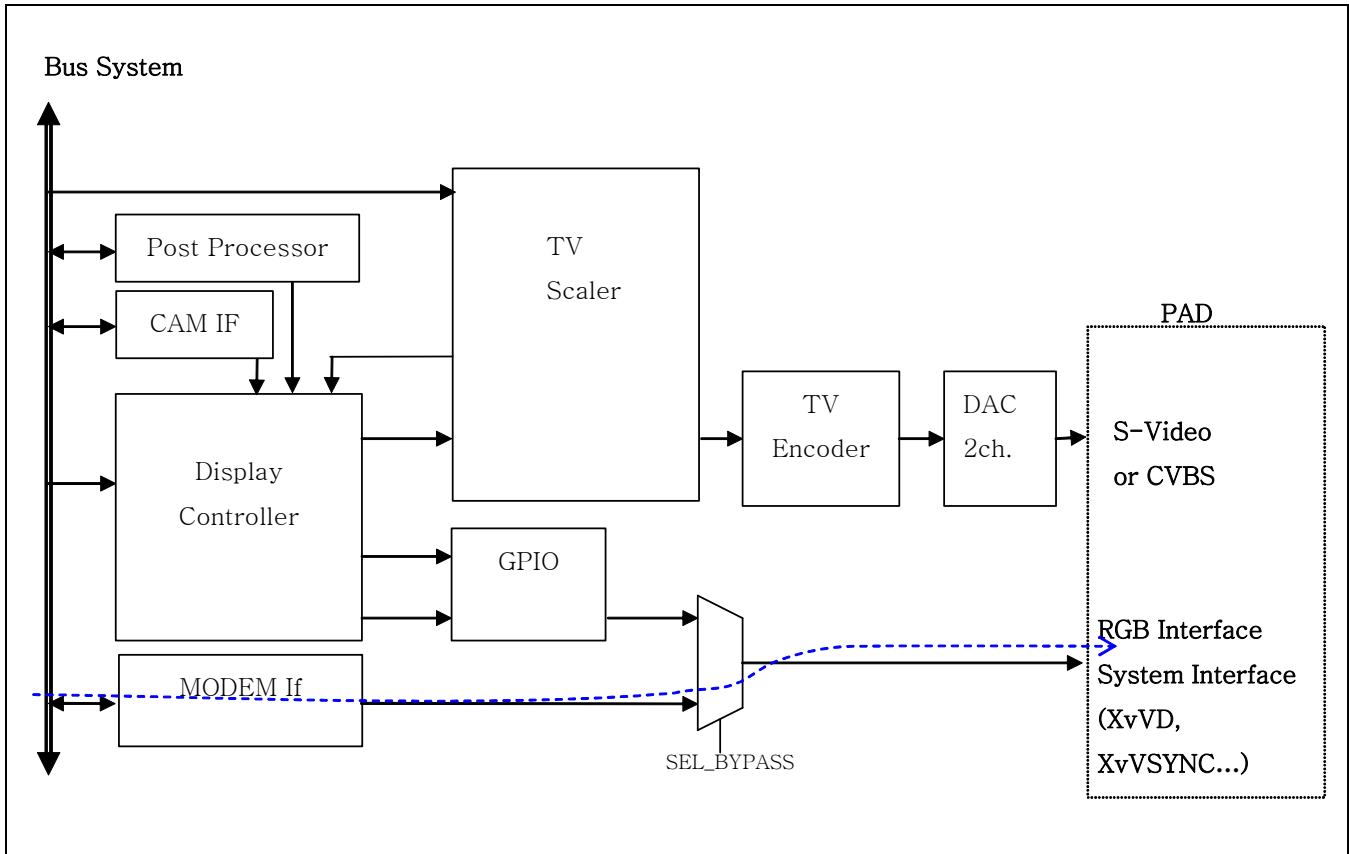 Bus System
Post Processor
CAM IF
TV
Scaler
Display
Controller
TV
Encoder
DAC
2ch.
GPIO
MODEM If
SEL_BYPASS
PAD
S-Video
or CVBS
RGB Interface
System Interface
(XvVD,
XvVSYNC...)